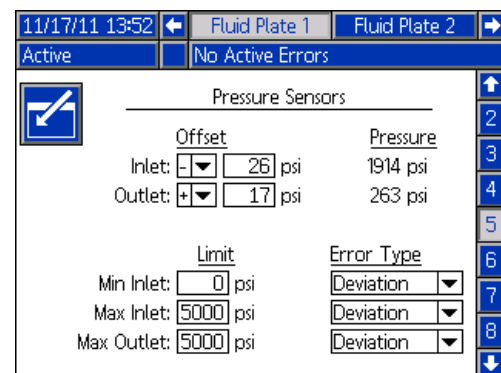 11/17/11 13:52 Fluid Plate 1 Fluid Plate 2
Active No Active Errors
Pressure Sensors
Offset Pressure
Inlet: - 26 psi 1914 psi
Outlet: + 17 psi 263 psi
Limit Error Type
Min Inlet: 0 psi Deviation
Max Inlet: 5000 psi Deviation
Max Outlet: 5000 psi Deviation
2
3
4
5
6
7
8